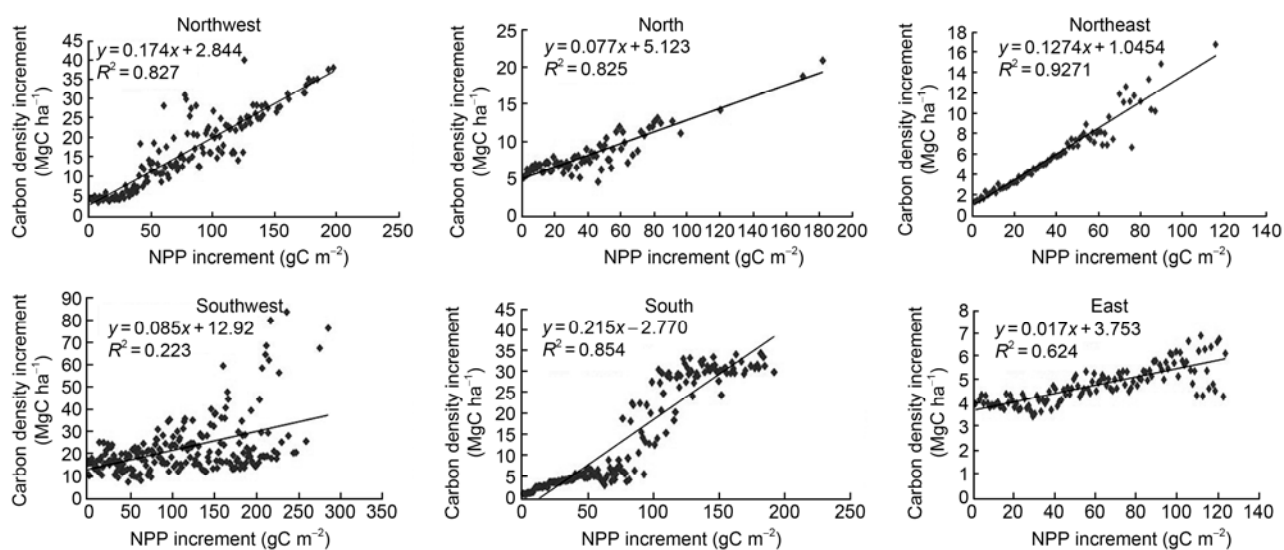 Northwest
y=0.174x+2.844
R²=0.827
Carbon density increment
(MgC ha⁻¹)
45
40
35
30
25
20
15
10
5
0
0 50 100 150 200 250
NPP increment (gC m⁻²)
North
y=0.077x+5.123
R²=0.825
Carbon density increment
(MgC ha⁻¹)
25
20
15
10
5
0
0 20 40 60 80 100 120 140 160 180 200
NPP increment (gC m⁻²)
Northeast
y=0.1274x+1.0454
R²=0.9271
Carbon density increment
(MgC ha⁻¹)
18
16
14
12
10
8
6
4
2
0
0 20 40 60 80 100 120 140
NPP increment (gC m⁻²)
Southwest
y=0.085x+12.92
R²=0.223
Carbon density increment
(MgC ha⁻¹)
90
80
70
60
50
40
30
20
10
0
0 50 100 150 200 250 300 350
NPP increment (gC m⁻²)
South
y=0.215x−2.770
R²=0.854
Carbon density increment
(MgC ha⁻¹)
45
40
35
30
25
20
15
10
5
0
0 50 100 150 200 250
NPP increment (gC m⁻²)
East
y=0.017x+3.753
R²=0.624
Carbon density increment
(MgC ha⁻¹)
8
7
6
5
4
3
2
1
0
0 20 40 60 80 100 120 140
NPP increment (gC m⁻²)